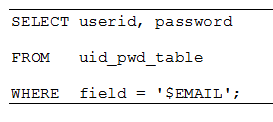 SELECT userid, password
FROM uid_pwd_table
WHERE field = '$EMAIL';